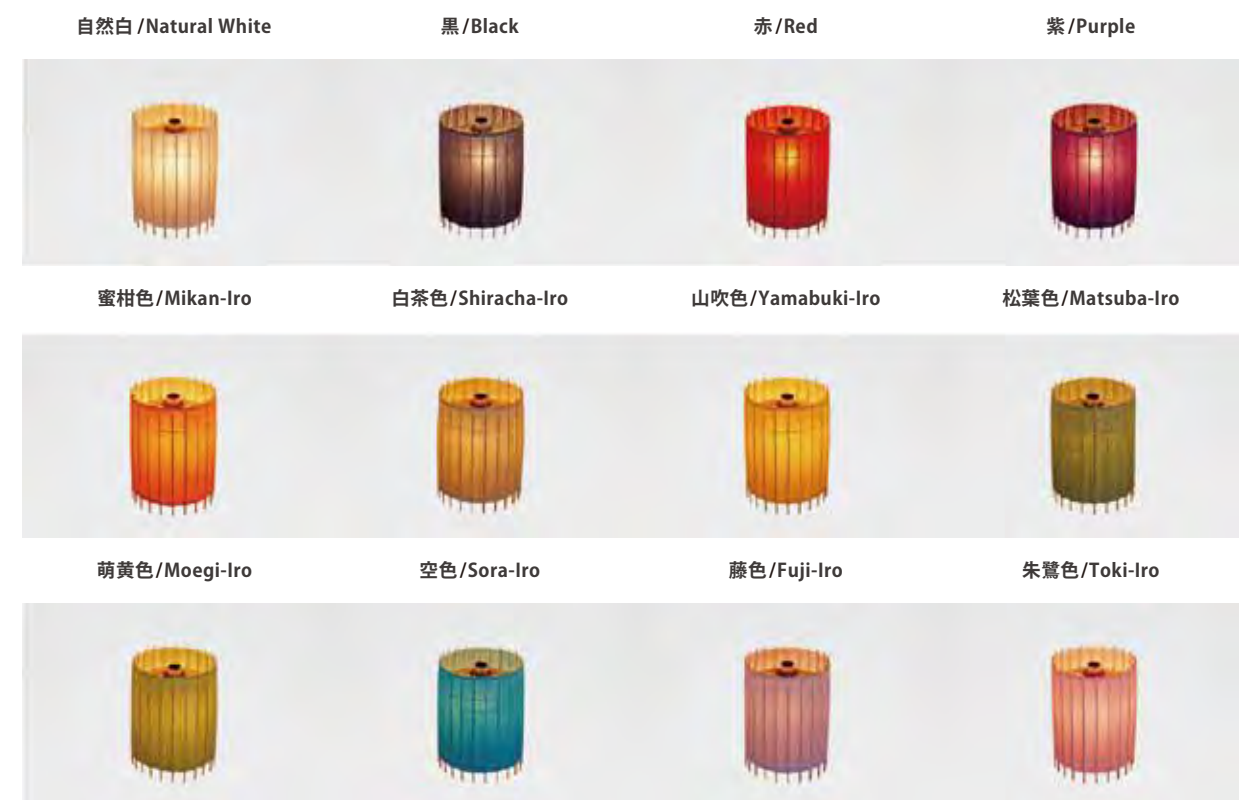 自然白/Natural White
黒/Black
赤/Red
紫/Purple
蜜柑色/Mikan-Iro
白茶色/Shiracha-Iro
山吹色/Yamabuki-Iro
松葉色/Matsuba-Iro
萌黄色/Moegi-Iro
空色/Sora-Iro
藤色/Fuji-Iro
朱鷺色/Toki-Iro